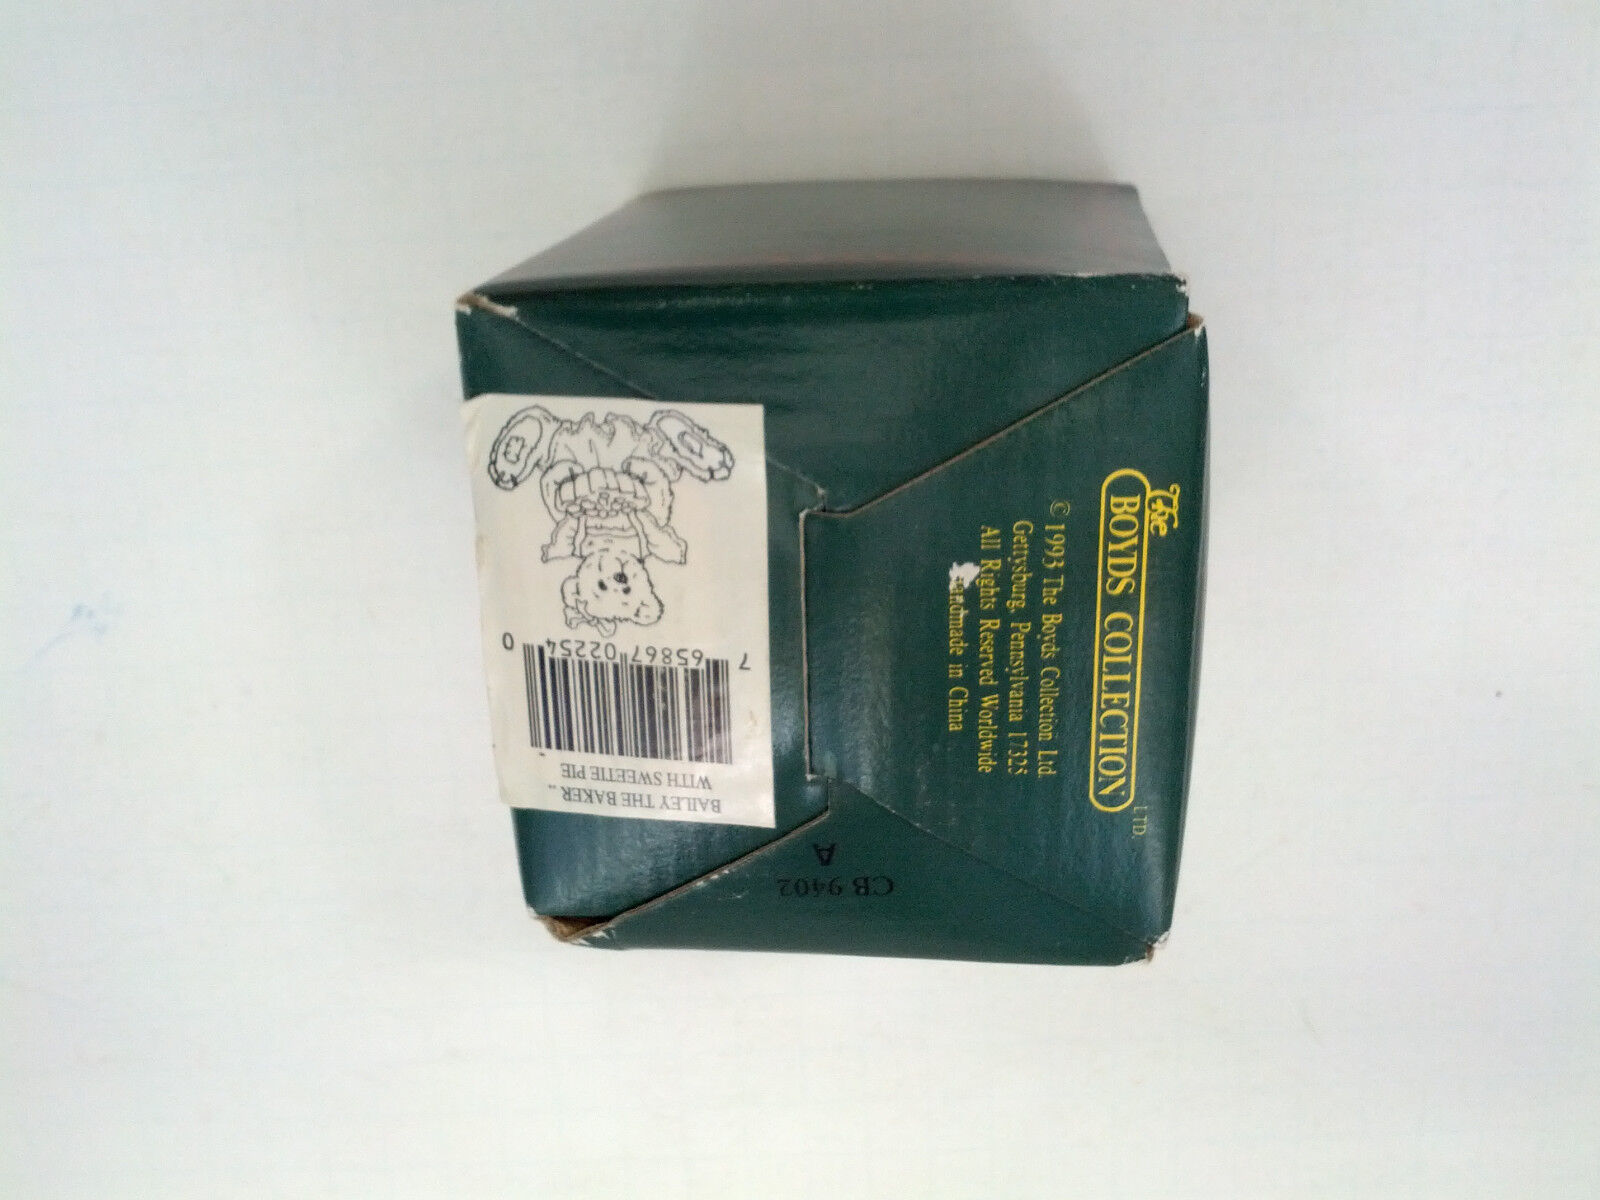 The
BOYDS COLLECTION
LTD.
© 1993 The Boyds Collection Ltd.
Gettysburg, Pennsylvania 17325
All Rights Reserved Worldwide
in China
BAILEY THE BAKER ..
WITH SWEETIE PIE
7 65867 02254 0
CB 9402
A